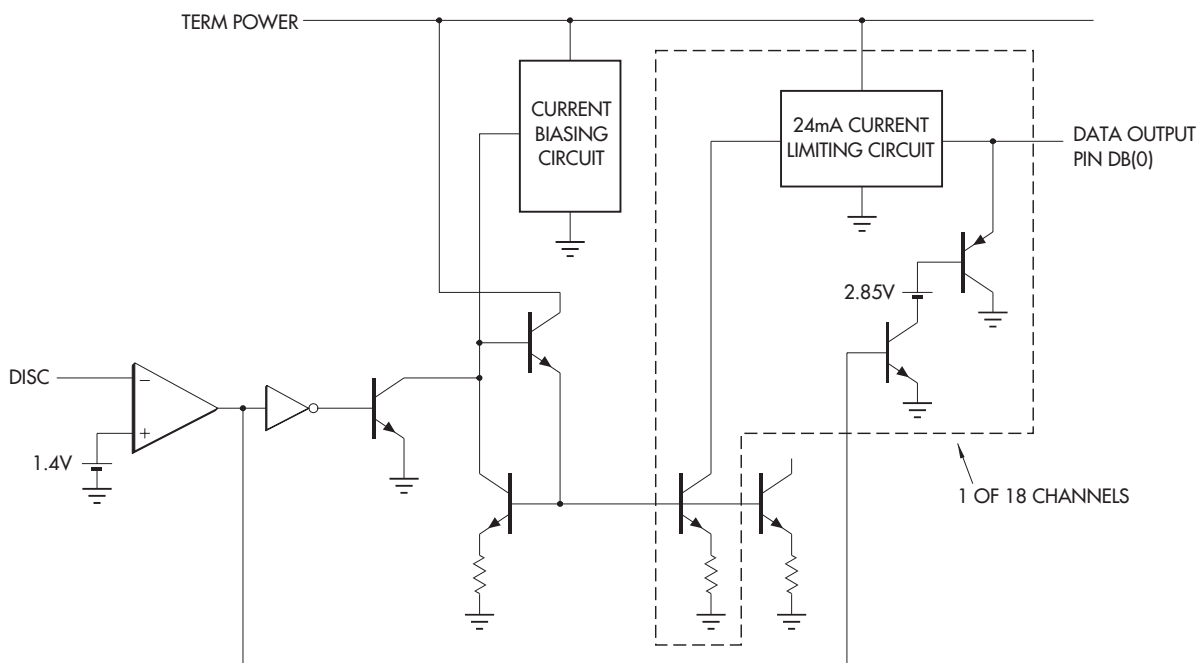 TERM POWER
CURRENT
BIASING
CIRCUIT
24mA CURRENT
LIMITING CIRCUIT
DATA OUTPUT
PIN DB(0)
2.85V
DISC
−
+
1.4V
1 OF 18 CHANNELS